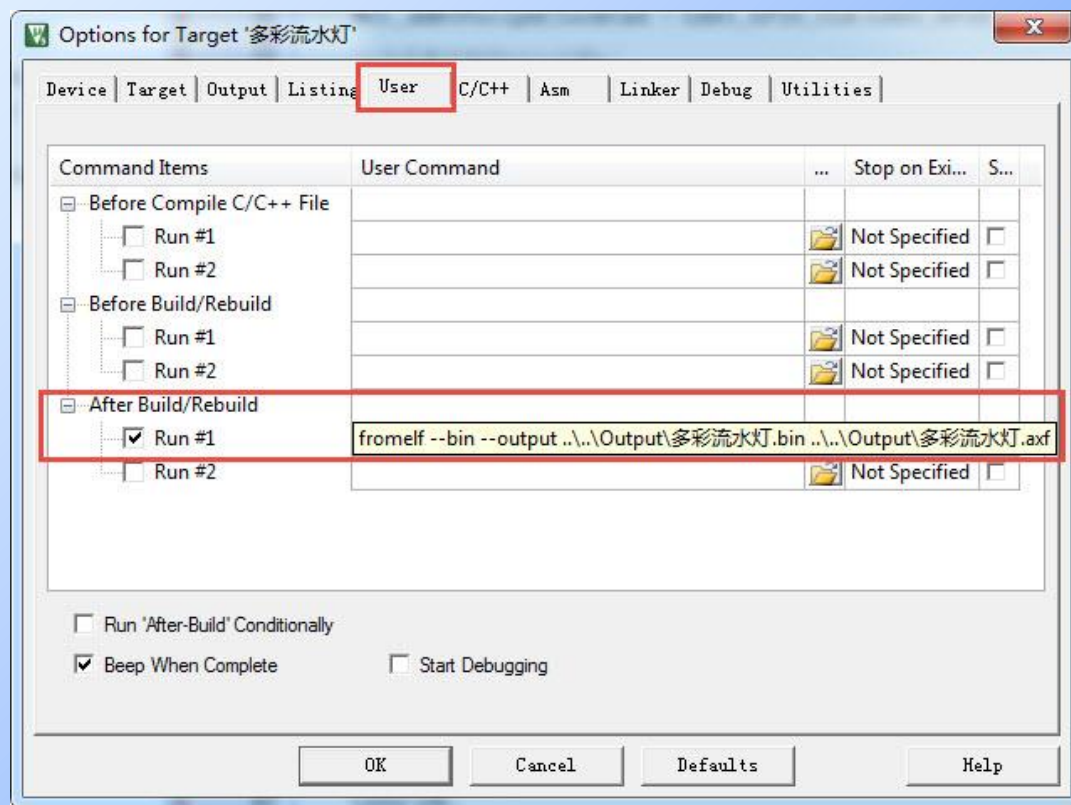 Options for Target '多彩流水灯'
Device Target Output Listing User C/C++ Asm Linker Debug Utilities
Command Items User Command ... Stop on Exi... S...
Before Compile C/C++ File
Run #1 Not Specified
Run #2 Not Specified
Before Build/Rebuild
Run #1 Not Specified
Run #2 Not Specified
After Build/Rebuild
Run #1 fromelf --bin --output ..\..\Output\多彩流水灯.bin ..\..\Output\多彩流水灯.axf
Run #2 Not Specified
Run 'After-Build' Conditionally
Beep When Complete Start Debugging
OK Cancel Defaults Help